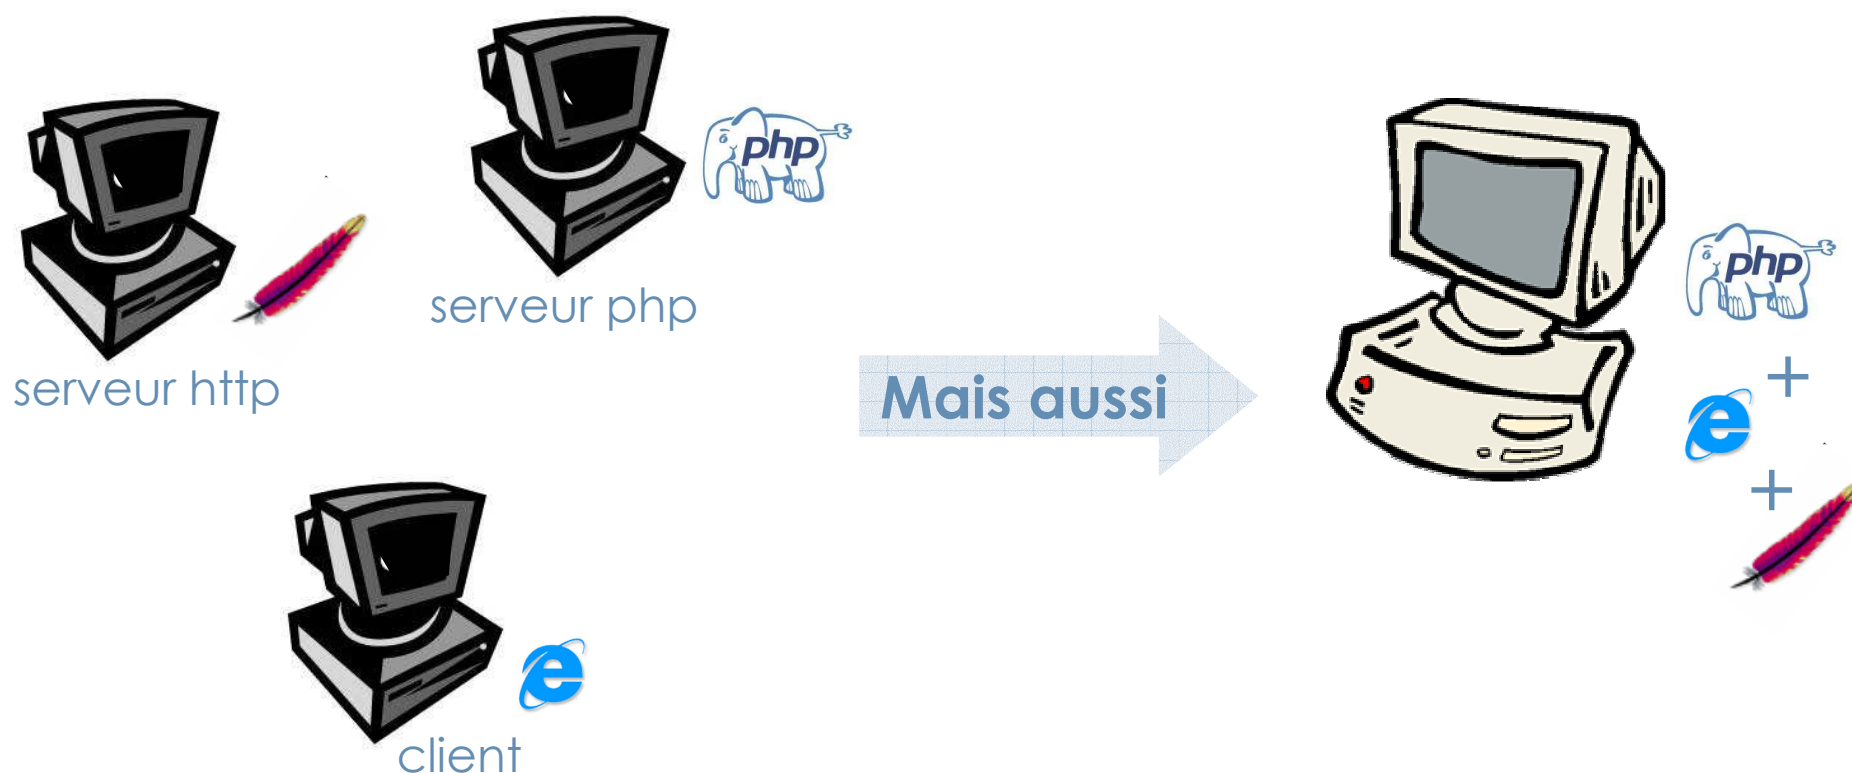 php
serveur php
serveur http
Mais aussi
php
+
+
client